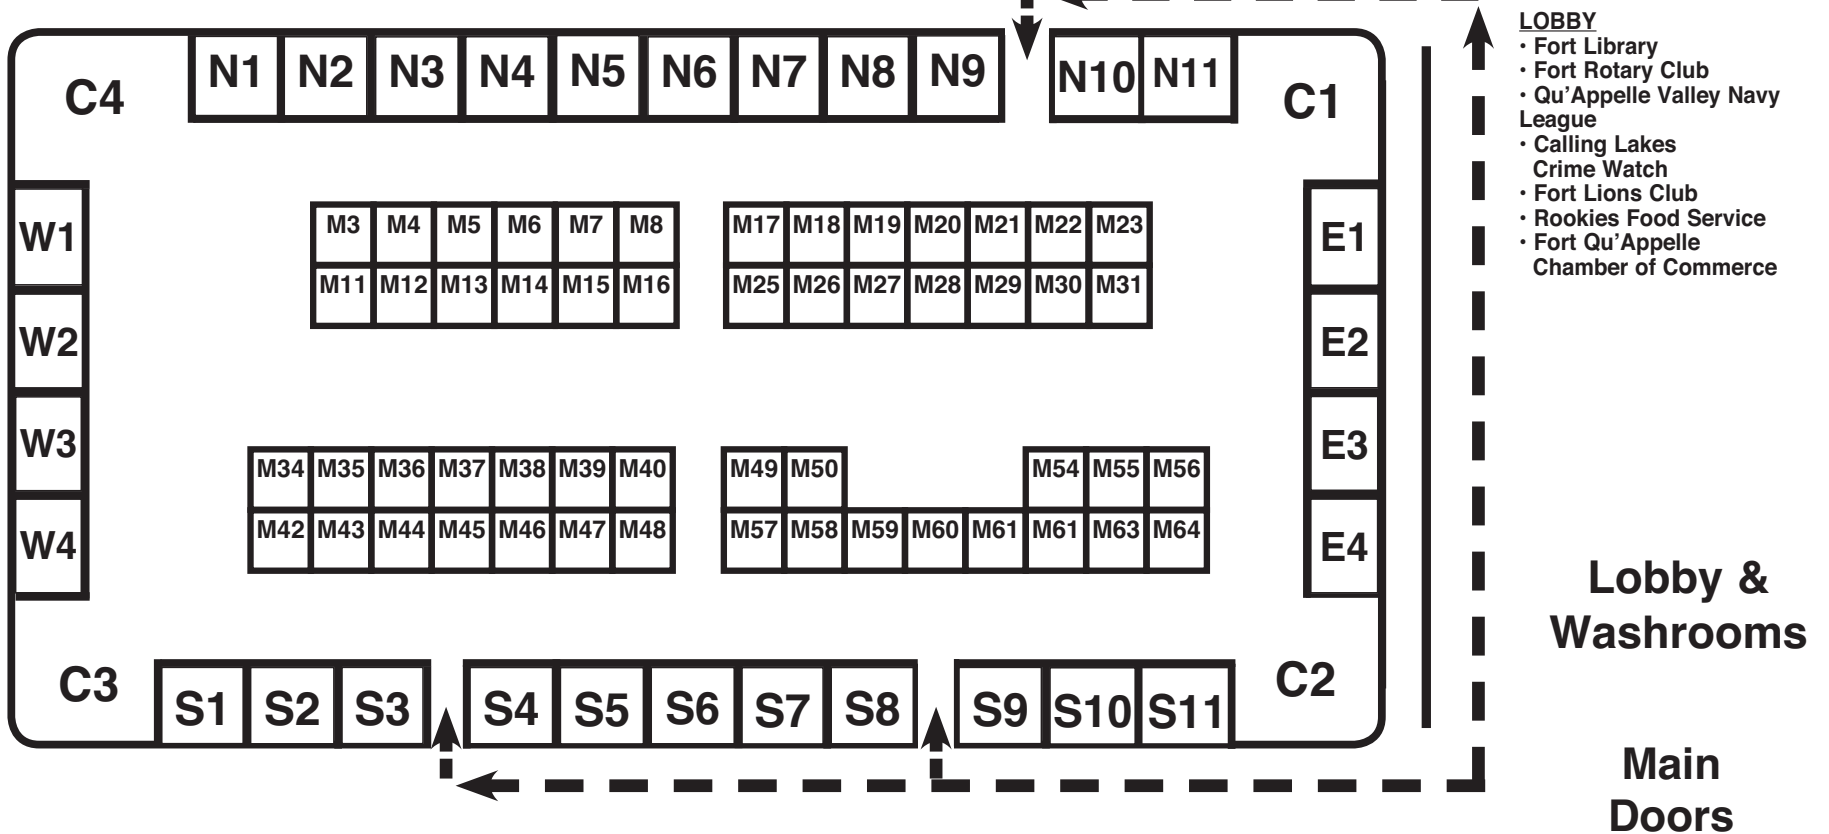 LOBBY
· Fort Library
· Fort Rotary Club
· Qu'Appelle Valley Navy
League
· Calling Lakes
Crime Watch
· Fort Lions Club
· Rookies Food Service
· Fort Qu'Appelle
Chamber of Commerce
C4 N1 N2 N3 N4 N5 N6 N7 N8 N9 N10 N11 C1
W1 M3 M4 M5 M6 M7 M8 M17 M18 M19 M20 M21 M22 M23 E1
M11 M12 M13 M14 M15 M16 M25 M26 M27 M28 M29 M30 M31
W2 E2
W3 M34 M35 M36 M37 M38 M39 M40 M49 M50 M54 M55 M56 E3
W4 M42 M43 M44 M45 M46 M47 M48 M57 M58 M59 M60 M61 M61 M63 M64 E4
C3 S1 S2 S3 S4 S5 S6 S7 S8 S9 S10 S11 C2
Lobby &
Washrooms
Main
Doors